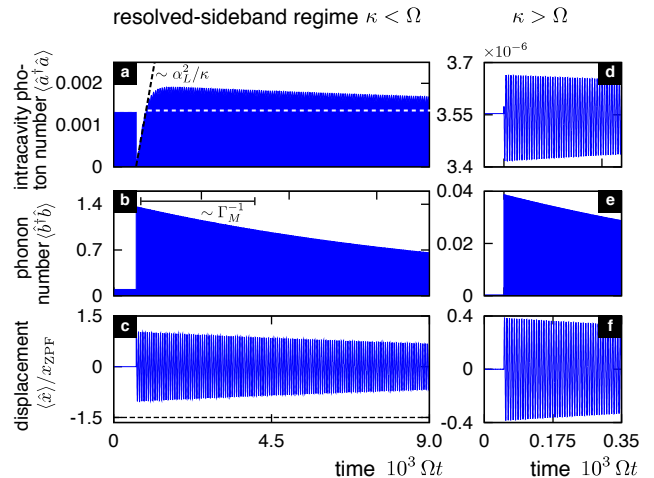 resolved-sideband regime κ < Ω
κ > Ω
a
~ α_L^2/κ
0.002
0.001
0
intracavity pho-
ton number ⟨â†â⟩
×10^-6
d
3.7
3.55
3.4
b
~ Γ_M^-1
1.4
0.7
0
phonon
number ⟨b̂†b̂⟩
e
0.04
0.02
0
c
1.5
0
-1.5
displacement
⟨x̂⟩/x_ZPF
0 4.5 9.0
time 10^3 Ωt
f
0.4
0
-0.4
0 0.175 0.35
time 10^3 Ωt